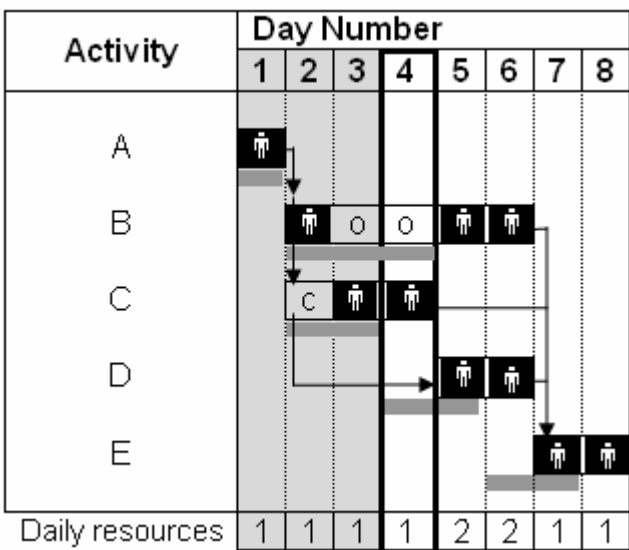 Activity
Day Number
1 2 3 4 5 6 7 8
A
B o o
C C
D
E
Daily resources 1 1 1 1 2 2 1 1